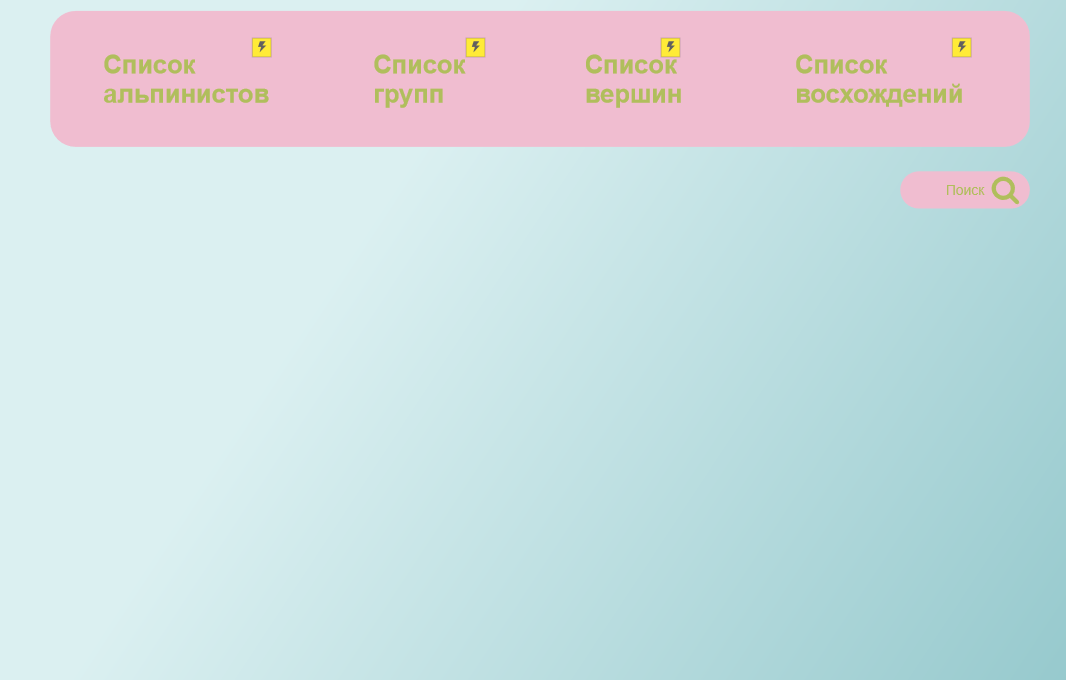 Список
альпинистов
Список
групп
Список
вершин
Список
восхождений
Поиск